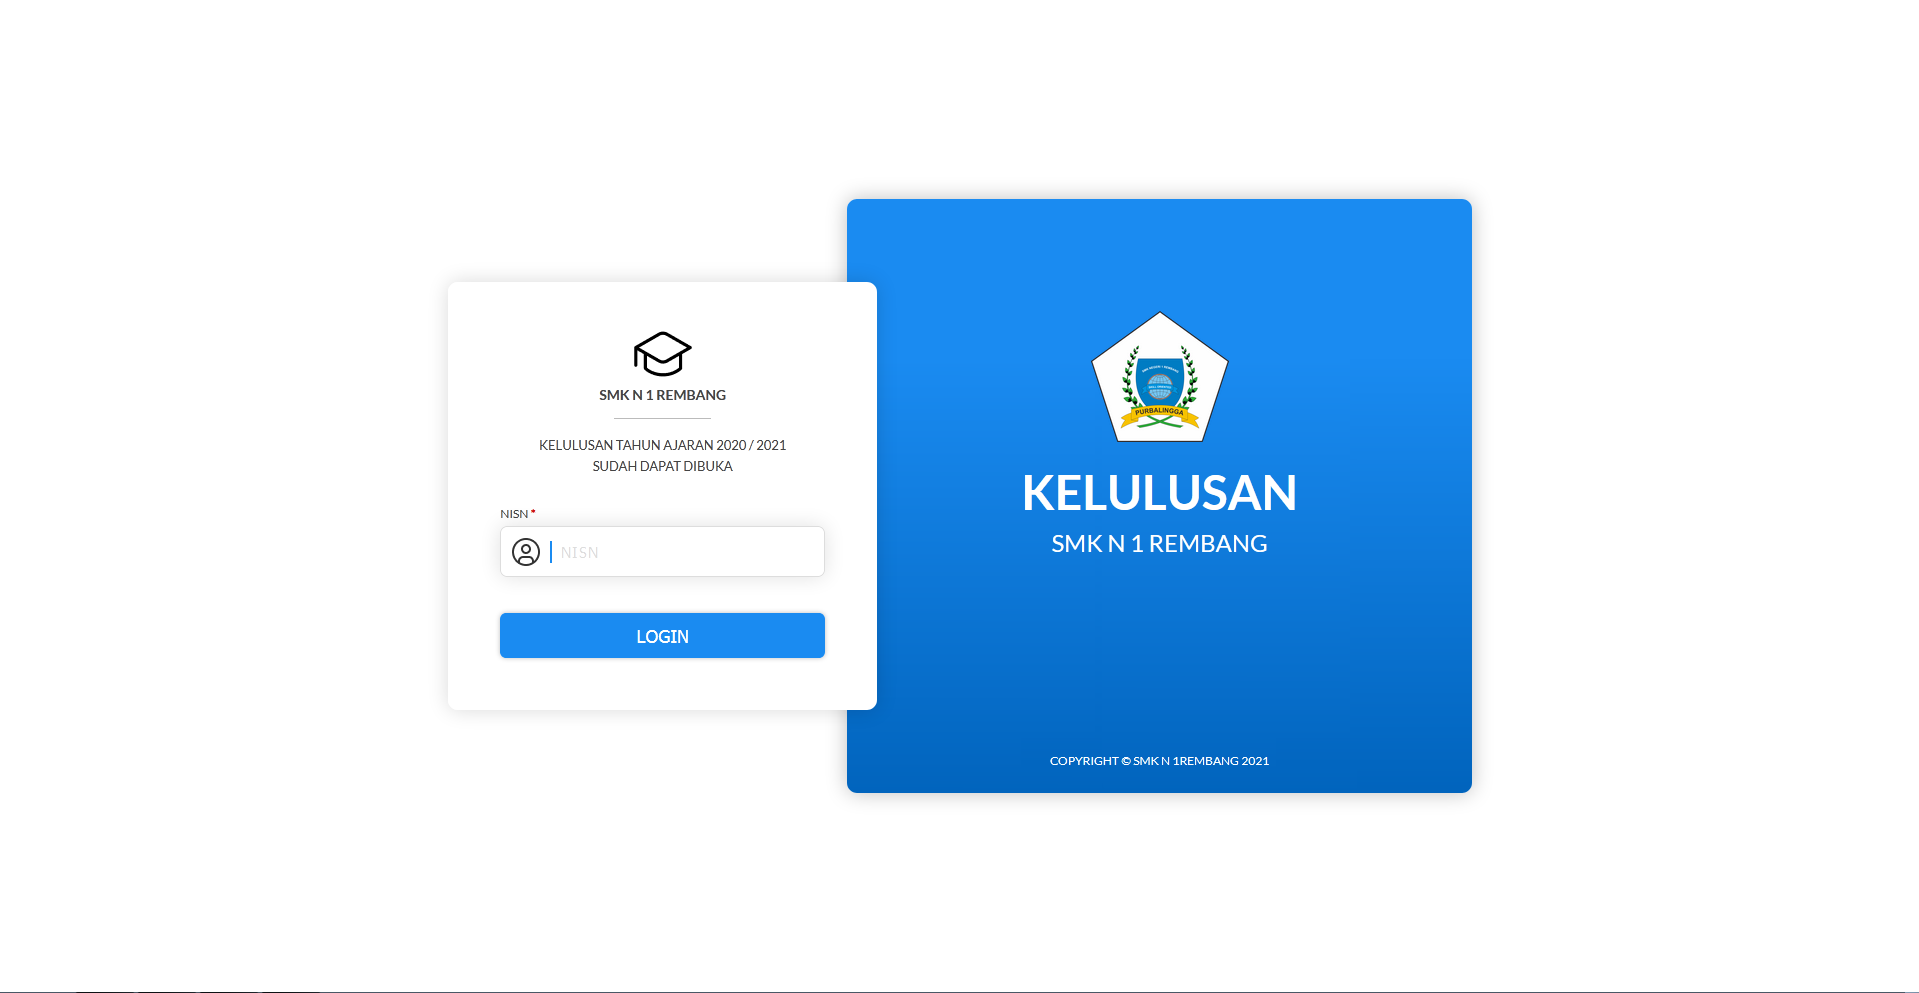 SMK N 1 REMBANG
KELULUSAN TAHUN AJARAN 2020 / 2021
SUDAH DAPAT DIBUKA
NISN *
NISN
LOGIN
PURBALINGGA
KELULUSAN
SMK N 1 REMBANG
COPYRIGHT © SMK N 1REMBANG 2021